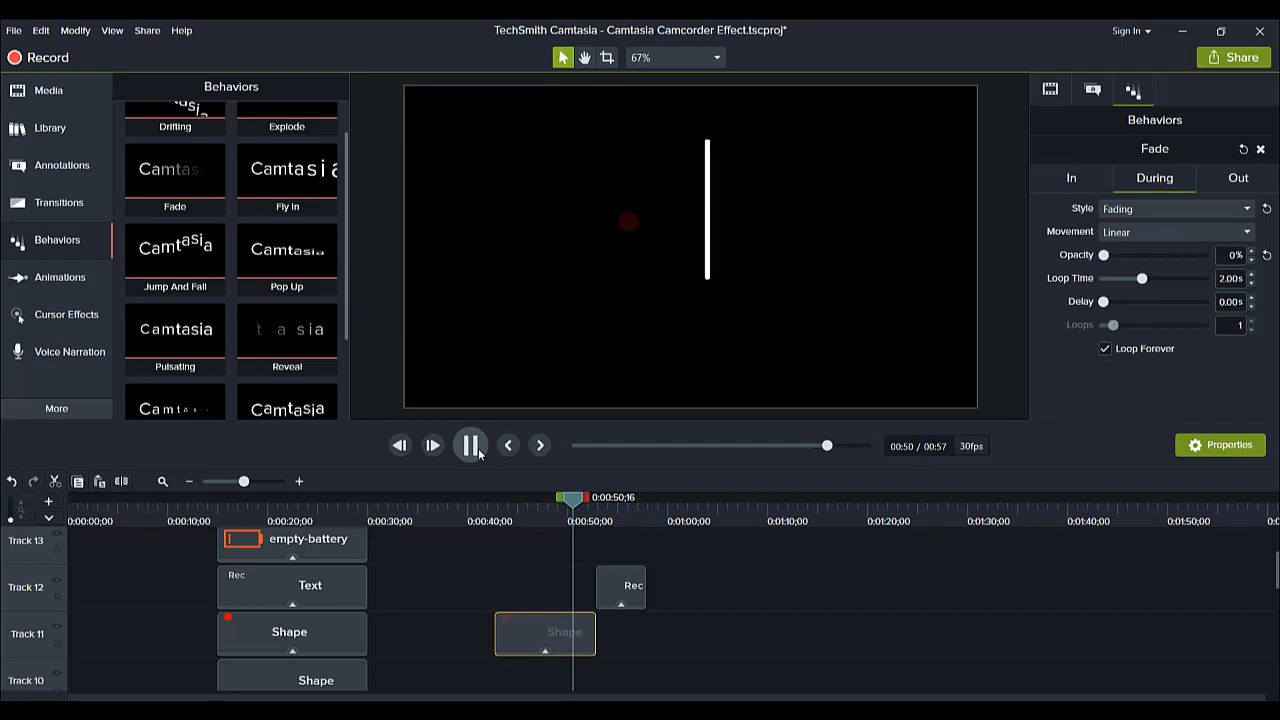 File Edit Modify View Share Help
TechSmith Camtasia - Camtasia Camcorder Effect.tscproj*
Sign In
Record
67%
Share
Media
Library
Annotations
Transitions
Behaviors
Animations
Cursor Effects
Voice Narration
More
Behaviors
Drifting
Explode
Camtas
Camtasia
Fade
Fly In
Camtasia
Camtasia
Jump And Fall
Pop Up
Camtasia
t a sia
Pulsating
Reveal
Camtasia
Behaviors
Fade
In During Out
Style Fading
Movement Linear
Opacity 0%
Loop Time 2.00s
Delay 0.00s
Loops 1
Loop Forever
00:50 / 00:57 30fps
Properties
0:00:50;16
0:00:00;00 0:00:10;00 0:00:20;00 0:00:30;00 0:00:40;00 0:00:50;00 0:01:00;00 0:01:10;00 0:01:20;00 0:01:30;00 0:01:40;00 0:01:50;00
Track 13 empty-battery
Track 12 Rec Text Rec
Track 11 Shape Shape
Track 10 Shape